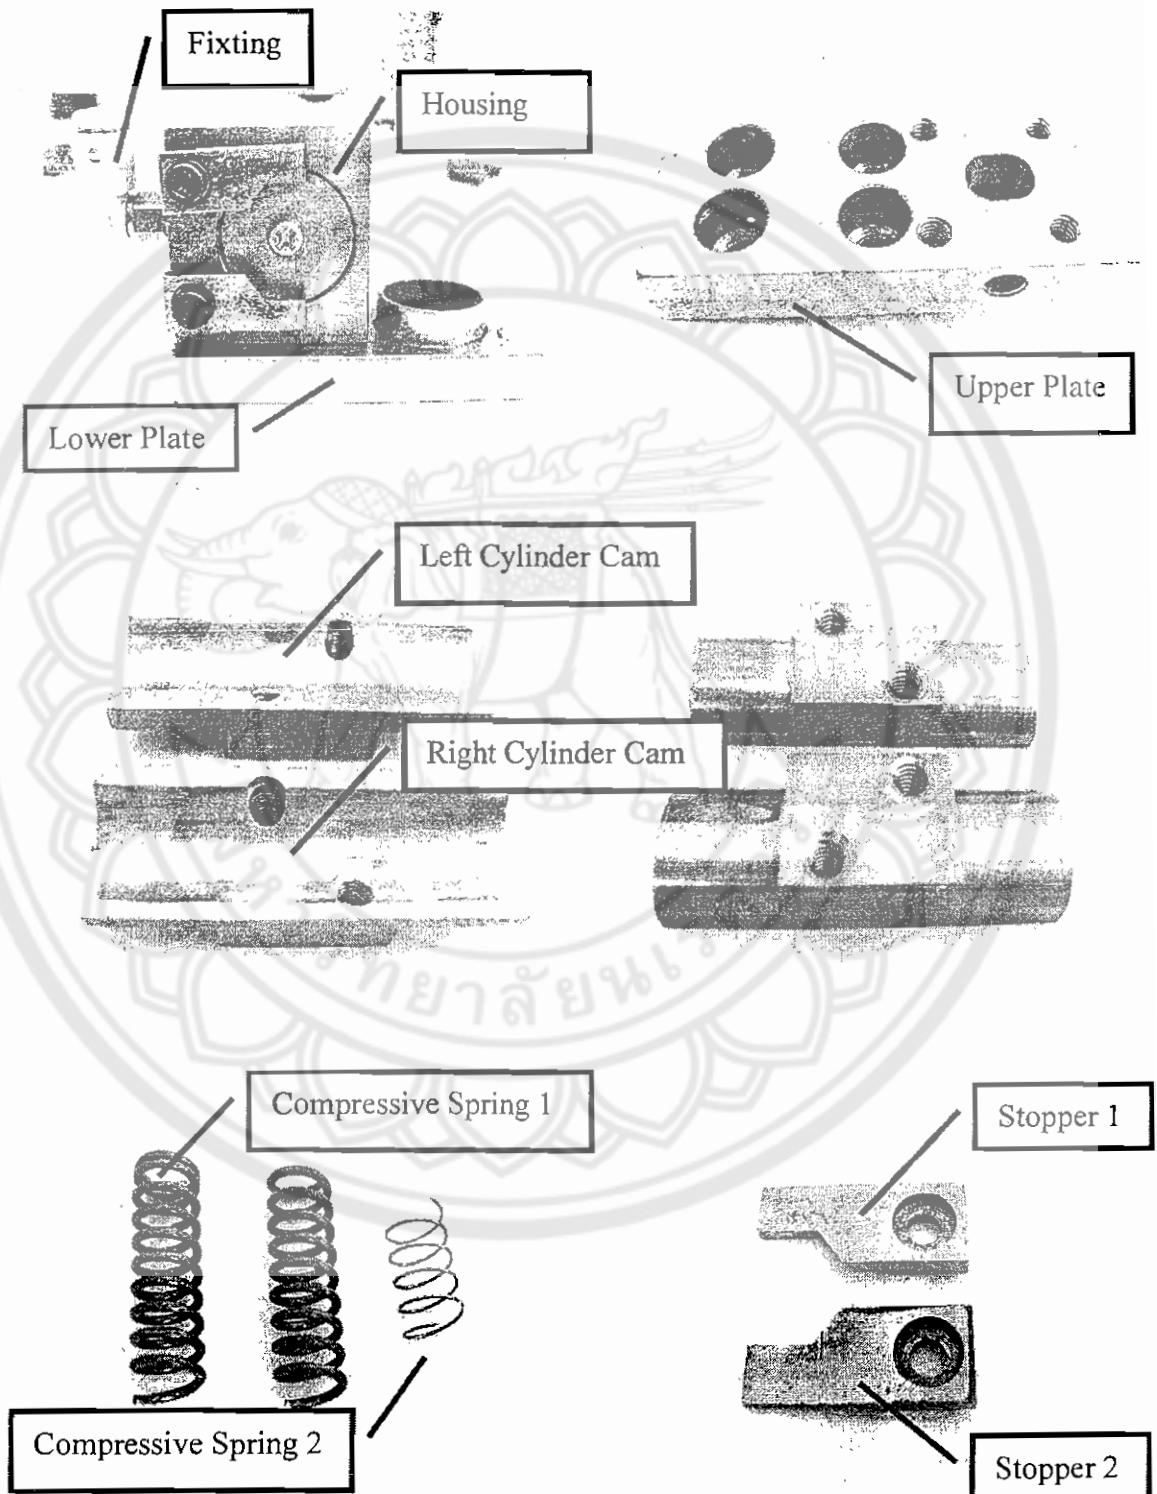 Fixting
Housing
Upper Plate
Lower Plate
Left Cylinder Cam
Right Cylinder Cam
Compressive Spring 1
Stopper 1
Compressive Spring 2
Stopper 2